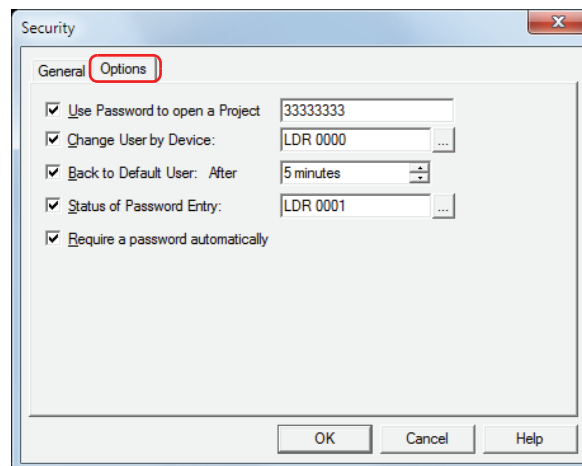 Security
General Options
Use Password to open a Project 33333333
Change User by Device: LDR 0000 ...
Back to Default User: After 5 minutes
Status of Password Entry: LDR 0001 ...
Require a password automatically
OK Cancel Help